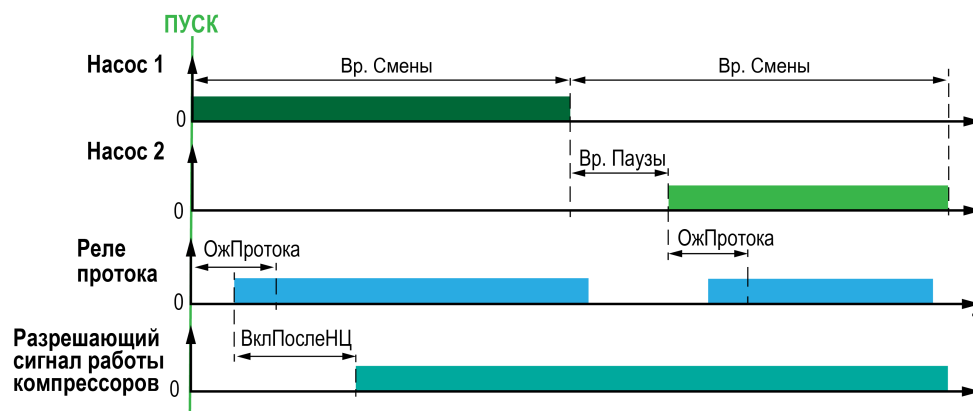 ПУСК
Насос 1
Вр. Смены
Вр. Смены
0
Насос 2
Вр. Паузы
0
Реле
протока
ОжПротока
ОжПротока
0
Разрешающий
сигнал работы
компрессоров
ВклПослеНЦ
0